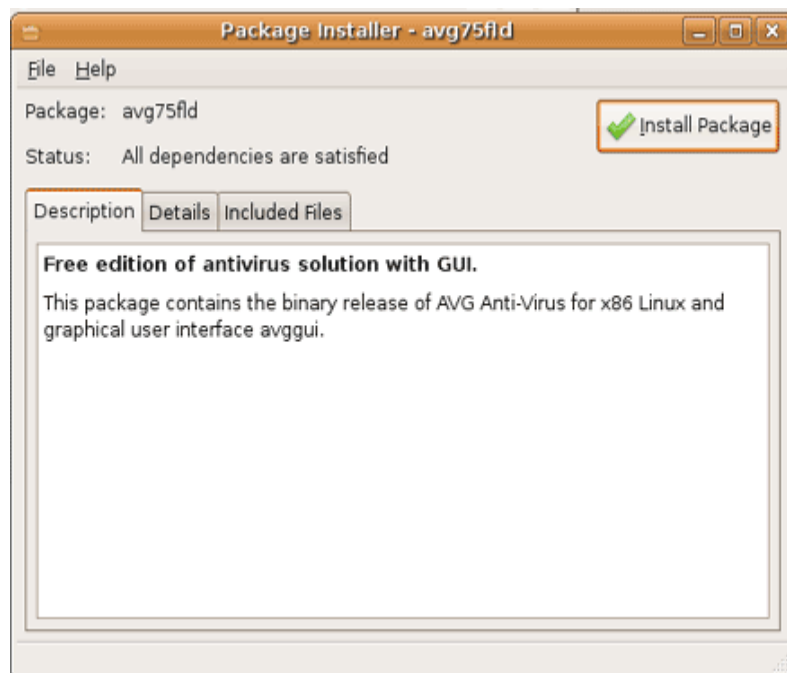 Package Installer - avg75fld
File Help
Package: avg75fld
Install Package
Status: All dependencies are satisfied
Description Details Included Files
Free edition of antivirus solution with GUI.
This package contains the binary release of AVG Anti-Virus for x86 Linux and
graphical user interface avggui.